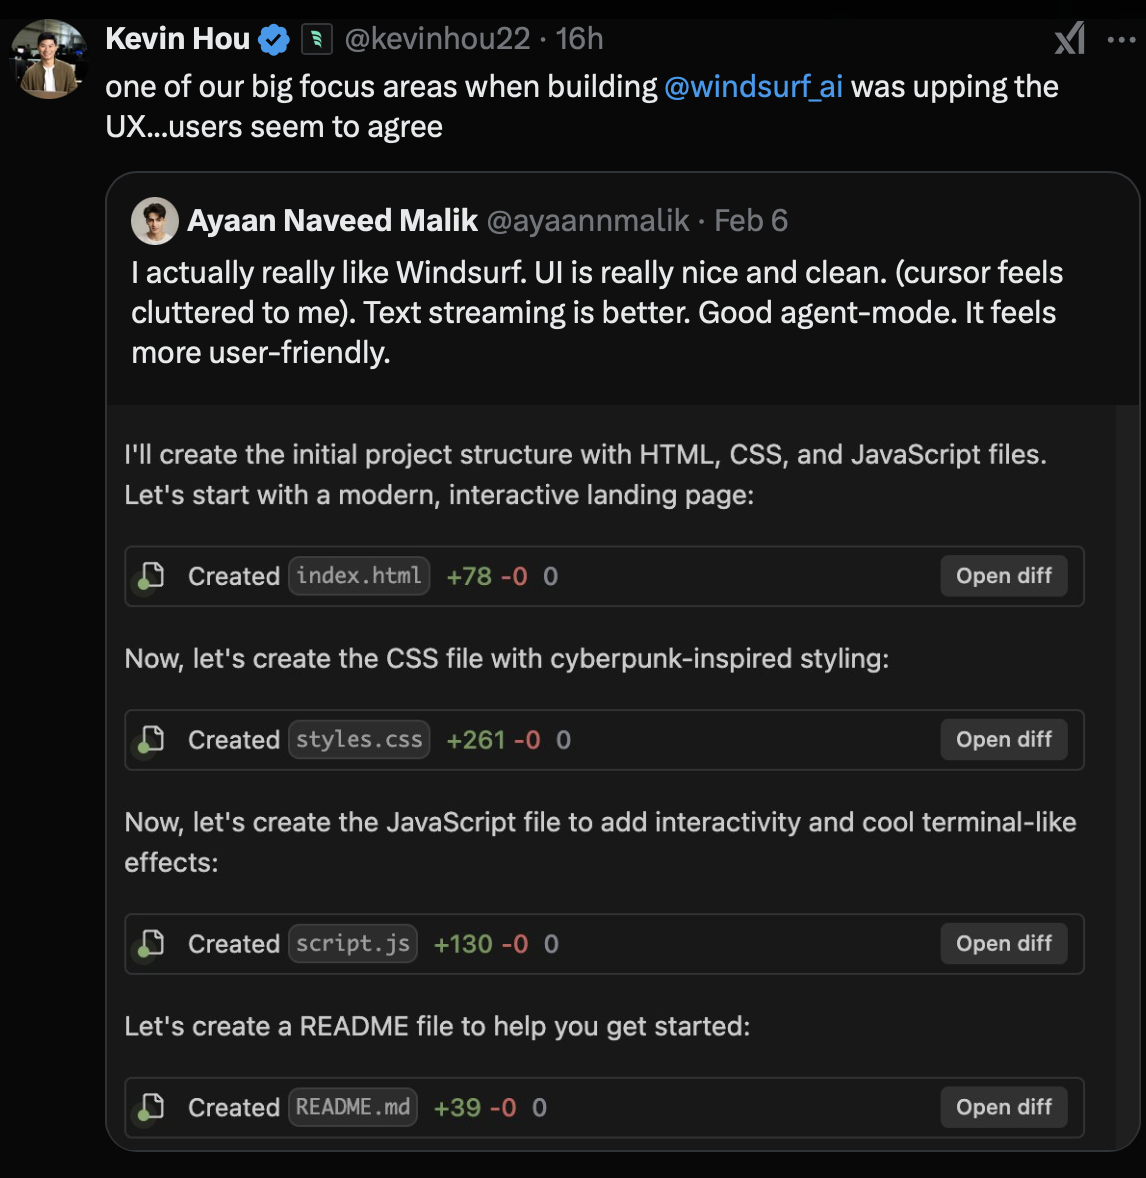 Kevin Hou @kevinhou22 · 16h
one of our big focus areas when building @windsurf_ai was upping the
UX...users seem to agree
Ayaan Naveed Malik @ayaannmalik · Feb 6
I actually really like Windsurf. UI is really nice and clean. (cursor feels
cluttered to me). Text streaming is better. Good agent-mode. It feels
more user-friendly.
I'll create the initial project structure with HTML, CSS, and JavaScript files.
Let's start with a modern, interactive landing page:
Created index.html +78 -0 0 Open diff
Now, let's create the CSS file with cyberpunk-inspired styling:
Created styles.css +261 -0 0 Open diff
Now, let's create the JavaScript file to add interactivity and cool terminal-like
effects:
Created script.js +130 -0 0 Open diff
Let's create a README file to help you get started:
Created README.md +39 -0 0 Open diff